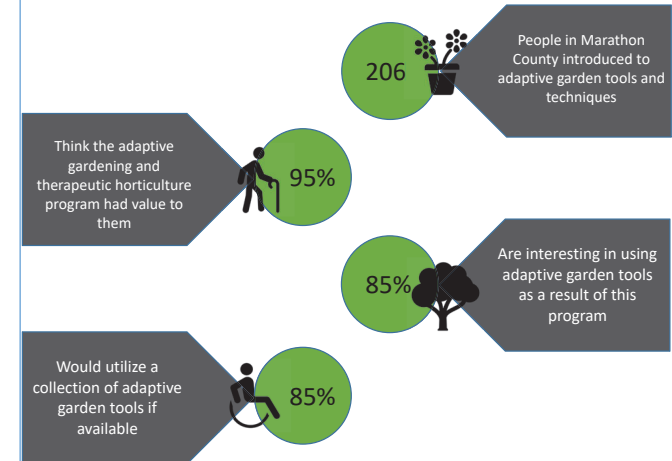 206
People in Marathon
County introduced to
adaptive garden tools and
techniques
Think the adaptive
gardening and
therapeutic horticulture
program had value to
them
95%
85%
Are interesting in using
adaptive garden tools
as a result of this
program
Would utilize a
collection of adaptive
garden tools if
available
85%